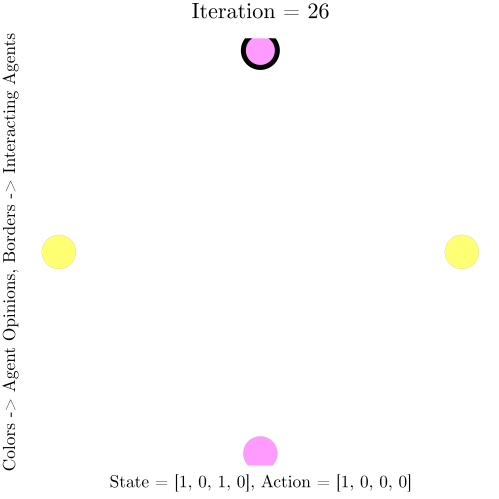 Iteration = 26
Colors -> Agent Opinions, Borders -> Interacting Agents
State = [1, 0, 1, 0], Action = [1, 0, 0, 0]